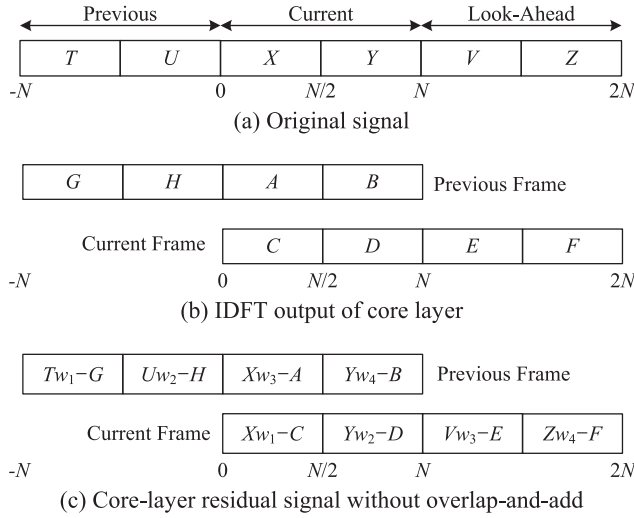 Previous Current Look-Ahead
T U X Y V Z
-N 0 N/2 N 2N
(a) Original signal
G H A B Previous Frame
Current Frame C D E F
-N 0 N/2 N 2N
(b) IDFT output of core layer
Tw₁−G Uw₂−H Xw₃−A Yw₄−B Previous Frame
Current Frame Xw₁−C Yw₂−D Vw₃−E Zw₄−F
-N 0 N/2 N 2N
(c) Core-layer residual signal without overlap-and-add